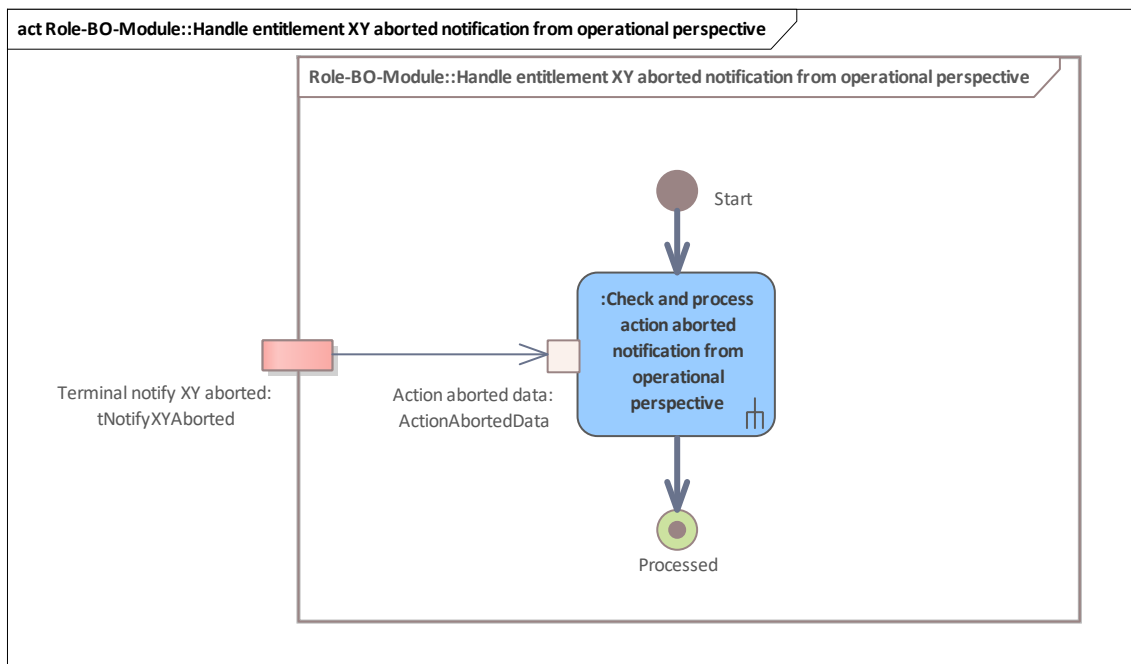 act Role-BO-Module::Handle entitlement XY aborted notification from operational perspective
Role-BO-Module::Handle entitlement XY aborted notification from operational perspective
Start
:Check and process
action aborted
notification from
operational
perspective
Terminal notify XY aborted:
tNotifyXYAborted
Action aborted data:
ActionAbortedData
Processed